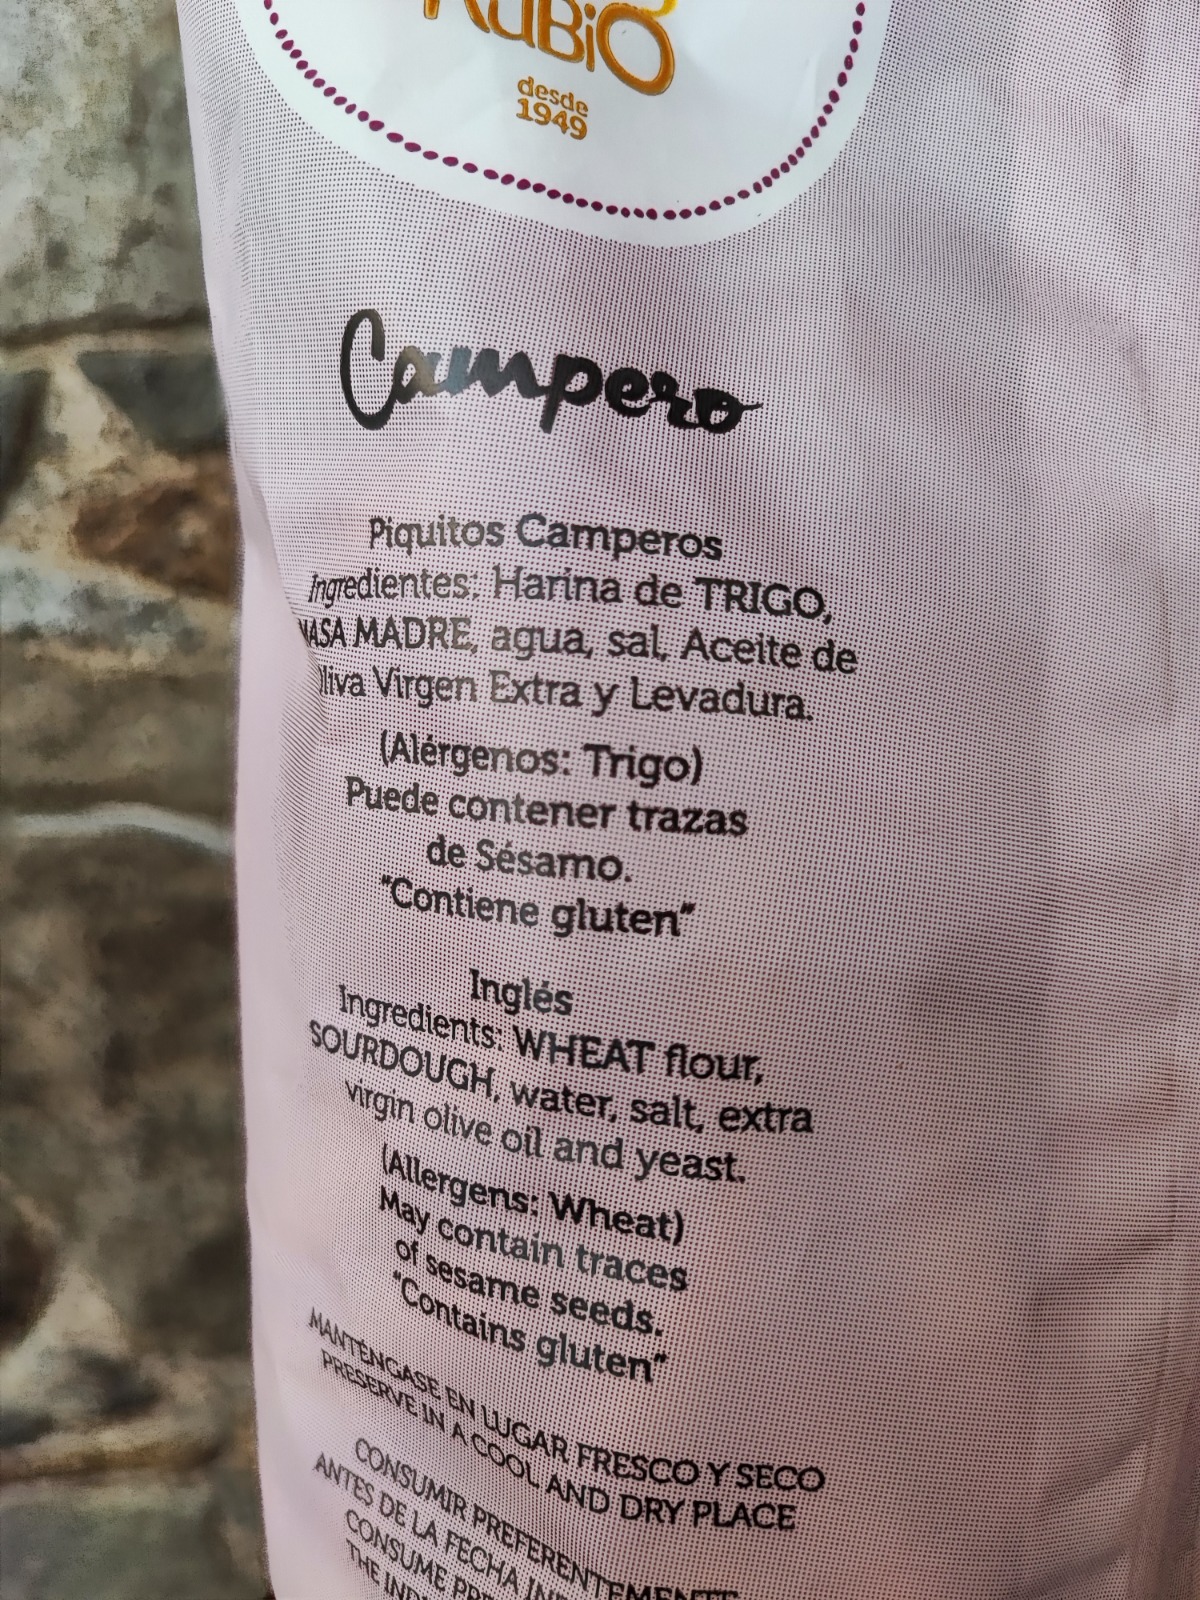 RUBiO
desde
1949
Campero
Piquitos Camperos
Ingredientes: Harina de TRIGO,
MASA MADRE, agua, sal, Aceite de
Oliva Virgen Extra y Levadura.
(Alérgenos: Trigo)
Puede contener trazas
de Sésamo.
"Contiene gluten"
Inglés
Ingredients: WHEAT flour,
SOURDOUGH, water, salt, extra
virgin olive oil and yeast.
(Allergens: Wheat)
May contain traces
of sesame seeds.
"Contains gluten"
MANTÉNGASE EN LUGAR FRESCO Y SECO
PRESERVE IN A COOL AND DRY PLACE
CONSUMIR PREFERENTEMENTE
ANTES DE LA FECHA
CONSUME
THE